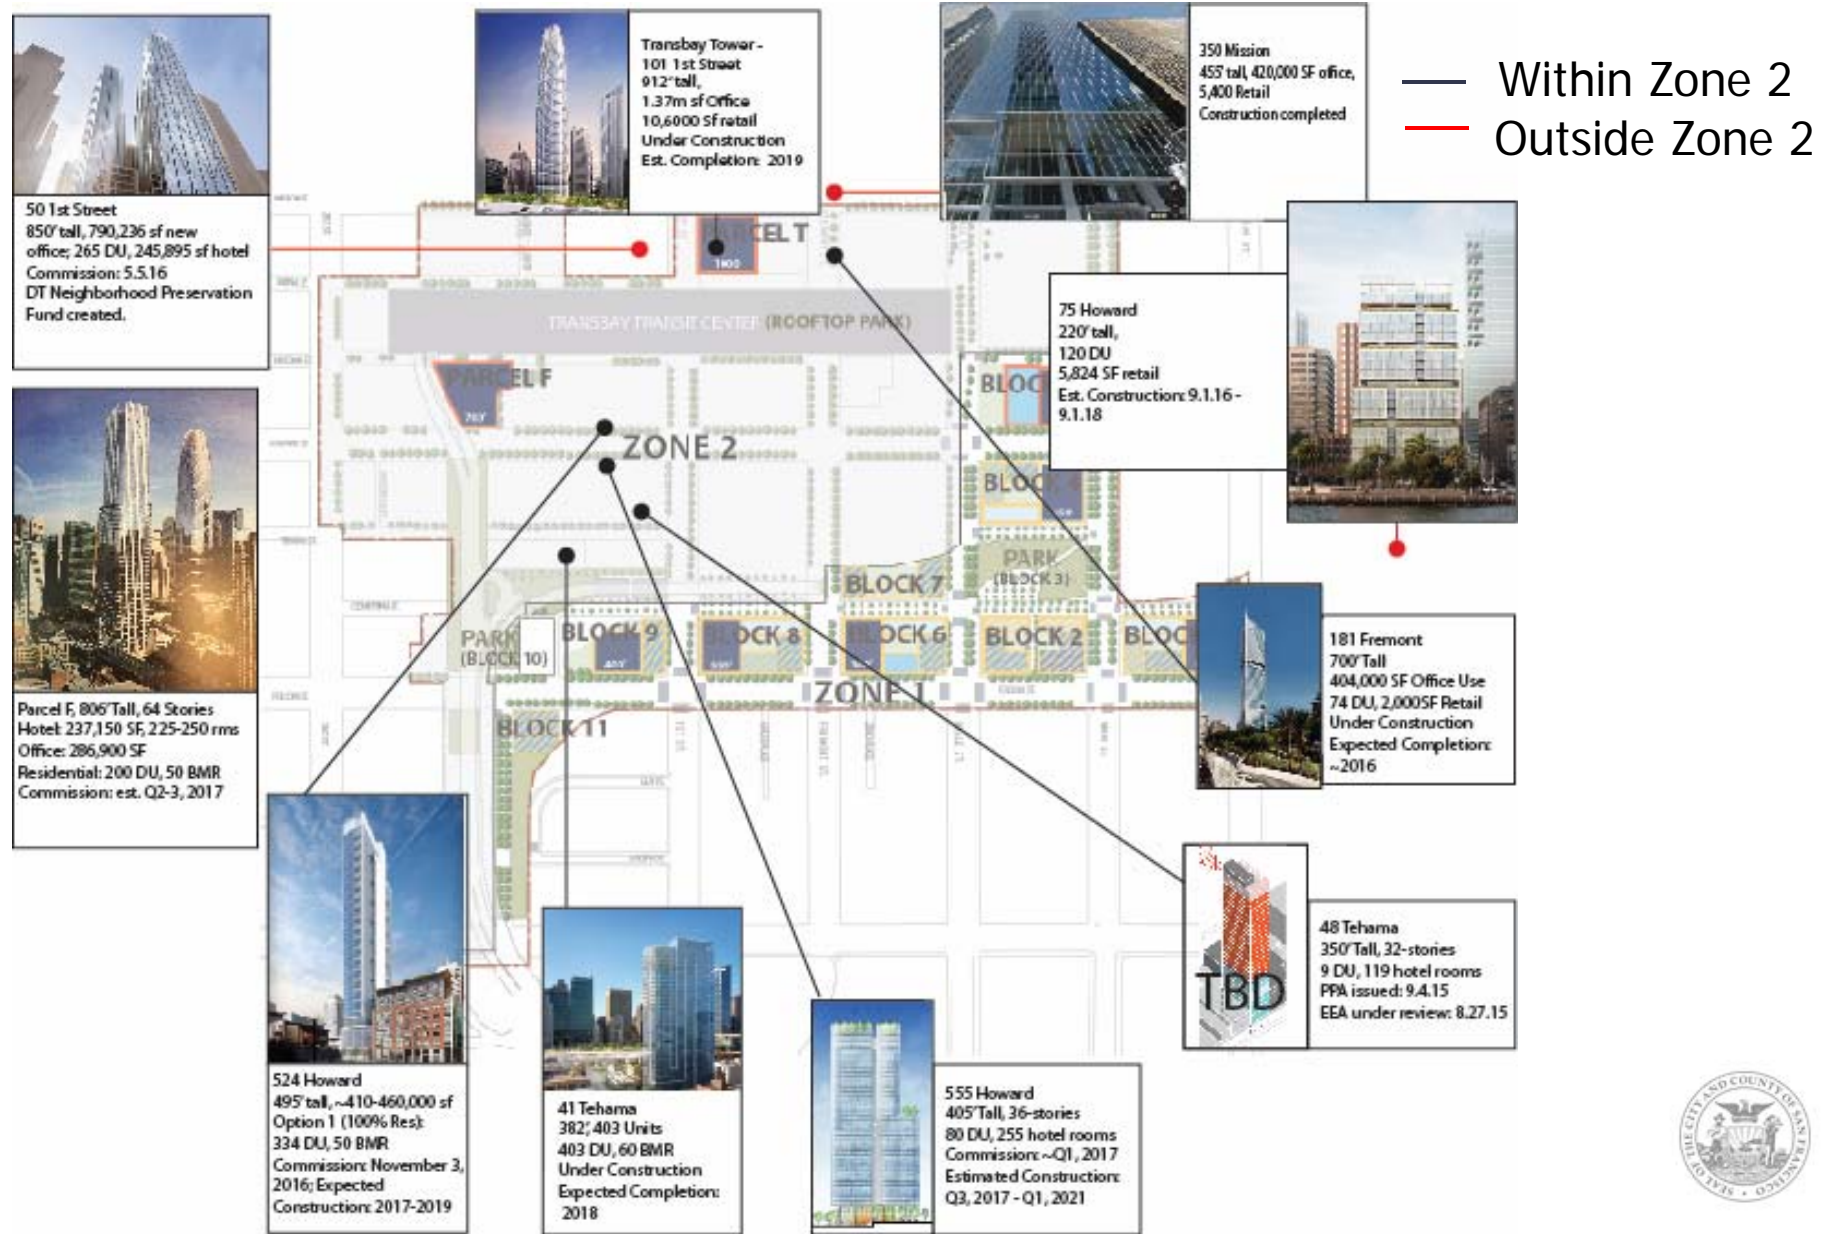 50 1st Street
850' tall, 790,236 sf new
office; 265 DU, 245,895 sf hotel
Commission: 5.5.16
DT Neighborhood Preservation
Fund created.
Transbay Tower -
101 1st Street
912' tall,
1.37m sf Office
10,6000 Sf retail
Under Construction
Est. Completion: 2019
350 Mission
455' tall, 420,000 SF office,
5,400 Retail
Construction completed
Within Zone 2
Outside Zone 2
75 Howard
220' tall,
120 DU
5,824 SF retail
Est. Construction: 9.1.16 -
9.1.18
PARCEL T
TRANSBAY TRANSIT CENTER (ROOFTOP PARK)
PARCEL F
ZONE 2
BLOCK 4
PARK
(BLOCK 3)
BLOCK 7
PARK
(BLOCK 10)
BLOCK 9
BLOCK 8
BLOCK 6
BLOCK 2
BLOCK
ZONE 1
BLOCK 11
Parcel F, 806' Tall, 64 Stories
Hotel: 237,150 SF, 225-250 rms
Office: 286,900 SF
Residential: 200 DU, 50 BMR
Commission: est. Q2-3, 2017
181 Fremont
700' Tall
404,000 SF Office Use
74 DU, 2,000SF Retail
Under Construction
Expected Completion:
~2016
TBD
48 Tehama
350' Tall, 32-stories
9 DU, 119 hotel rooms
PPA issued: 9.4.15
EEA under review: 8.27.15
524 Howard
495' tall, ~410-460,000 sf
Option 1 (100% Res):
334 DU, 50 BMR
Commission: November 3,
2016; Expected
Construction: 2017-2019
41 Tehama
382', 403 Units
403 DU, 60 BMR
Under Construction
Expected Completion:
2018
555 Howard
405' Tall, 36-stories
80 DU, 255 hotel rooms
Commission: ~Q1, 2017
Estimated Construction:
Q3, 2017 - Q1, 2021
SEAL OF THE CITY AND COUNTY OF SAN FRANCISCO